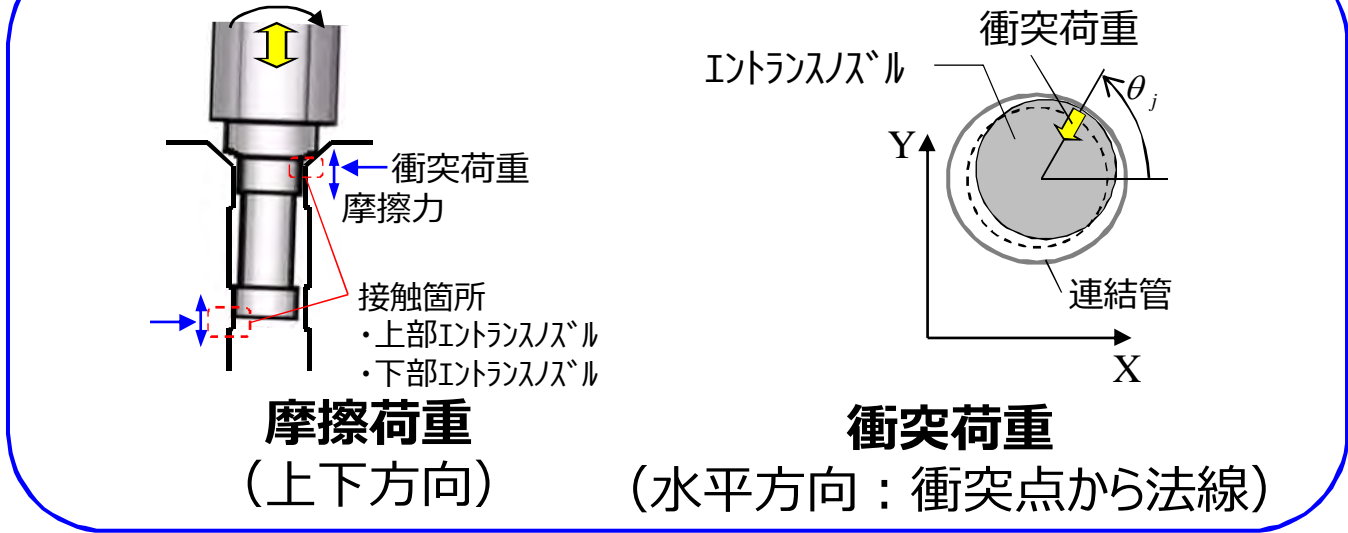 衝突荷重
摩擦力
接触箇所
・上部ｴﾝﾄﾗﾝｽﾉｽﾞﾙ
・下部ｴﾝﾄﾗﾝｽﾉｽﾞﾙ
摩擦荷重
（上下方向）
衝突荷重
ｴﾝﾄﾗﾝｽﾉｽﾞﾙ
θj
Y
連結管
X
衝突荷重
（水平方向：衝突点から法線）